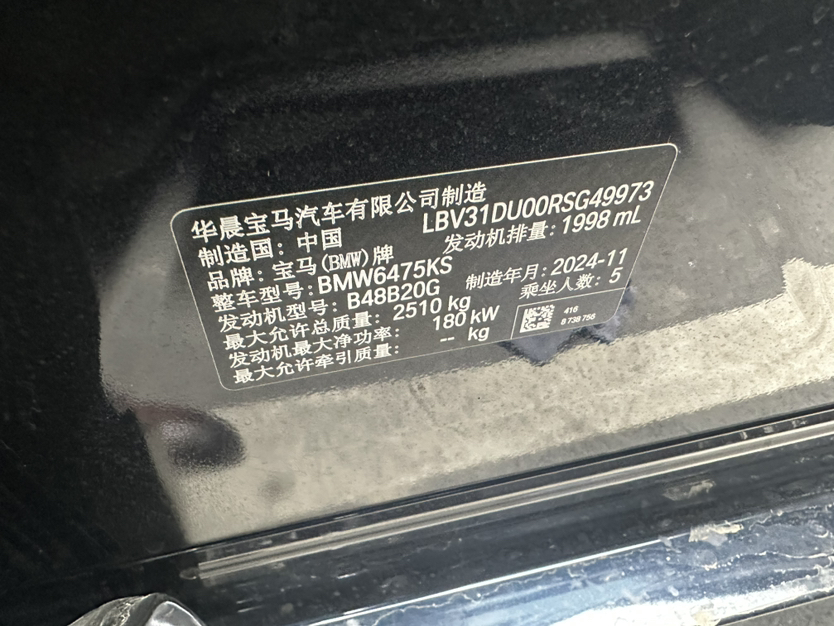 华晨宝马汽车有限公司制造
制造国: 中国 LBV31DU00RSG49973
品牌: 宝马(BMW)牌 发动机排量: 1998 mL
整车型号: BMW6475KS
发动机型号: B48B20G 制造年月: 2024-11
最大允许总质量: 2510 kg 乘坐人数: 5
发动机最大净功率: 180 kW
最大允许牵引质量: -- kg
416
8 738 756